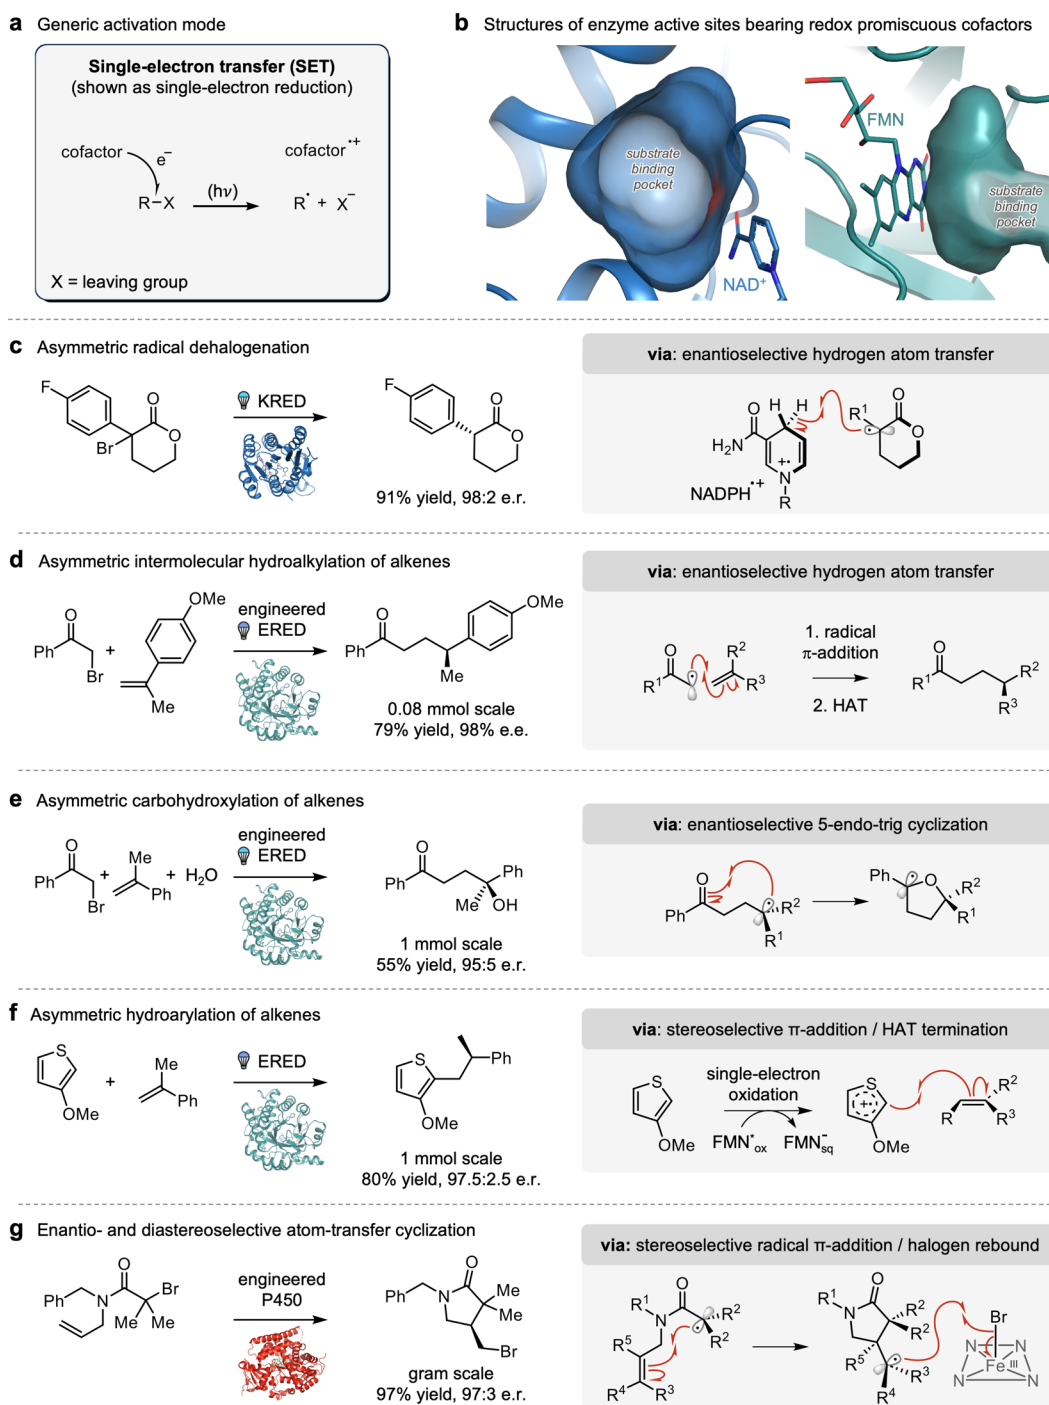 a Generic activation mode
Single-electron transfer (SET)
(shown as single-electron reduction)
cofactor
e⁻
R–X
(hν)
cofactor•+
R• + X⁻
X = leaving group
b Structures of enzyme active sites bearing redox promiscuous cofactors
substrate
binding
pocket
NAD⁺
FMN
substrate
binding
pocket
c Asymmetric radical dehalogenation
F
O
O
Br
KRED
F
O
O
91% yield, 98:2 e.r.
via: enantioselective hydrogen atom transfer
H H
O
H₂N
+•
N
R
NADPH•+
R¹
O
O
d Asymmetric intermolecular hydroalkylation of alkenes
O
Ph
Br
+
OMe
Me
engineered
ERED
O
Ph
Me
OMe
0.08 mmol scale
79% yield, 98% e.e.
via: enantioselective hydrogen atom transfer
O
R¹
R²
R³
1. radical
π-addition
2. HAT
O
R¹
R²
R³
e Asymmetric carbohydroxylation of alkenes
O
Ph
Br
+
Me
Ph
+ H₂O
engineered
ERED
O
Ph
Ph
Me OH
1 mmol scale
55% yield, 95:5 e.r.
via: enantioselective 5-endo-trig cyclization
O
Ph
R²
R¹
Ph
O
R²
R¹
f Asymmetric hydroarylation of alkenes
S
OMe
+
Me
Ph
ERED
S
Ph
OMe
1 mmol scale
80% yield, 97.5:2.5 e.r.
via: stereoselective π-addition / HAT termination
S
OMe
single-electron
oxidation
FMN*ox FMN⁻sq
S
+•
OMe
R
R²
R³
g Enantio- and diastereoselective atom-transfer cyclization
O
Br
Ph N
Me Me
engineered
P450
O
Ph N
Me
Me
Br
gram scale
97% yield, 97:3 e.r.
via: stereoselective radical π-addition / halogen rebound
O
R¹
N
R²
R²
R⁵
R⁴ R³
O
R¹
N
R²
R²
R⁵
R³
R⁴
Br
N N
Fe III
N N